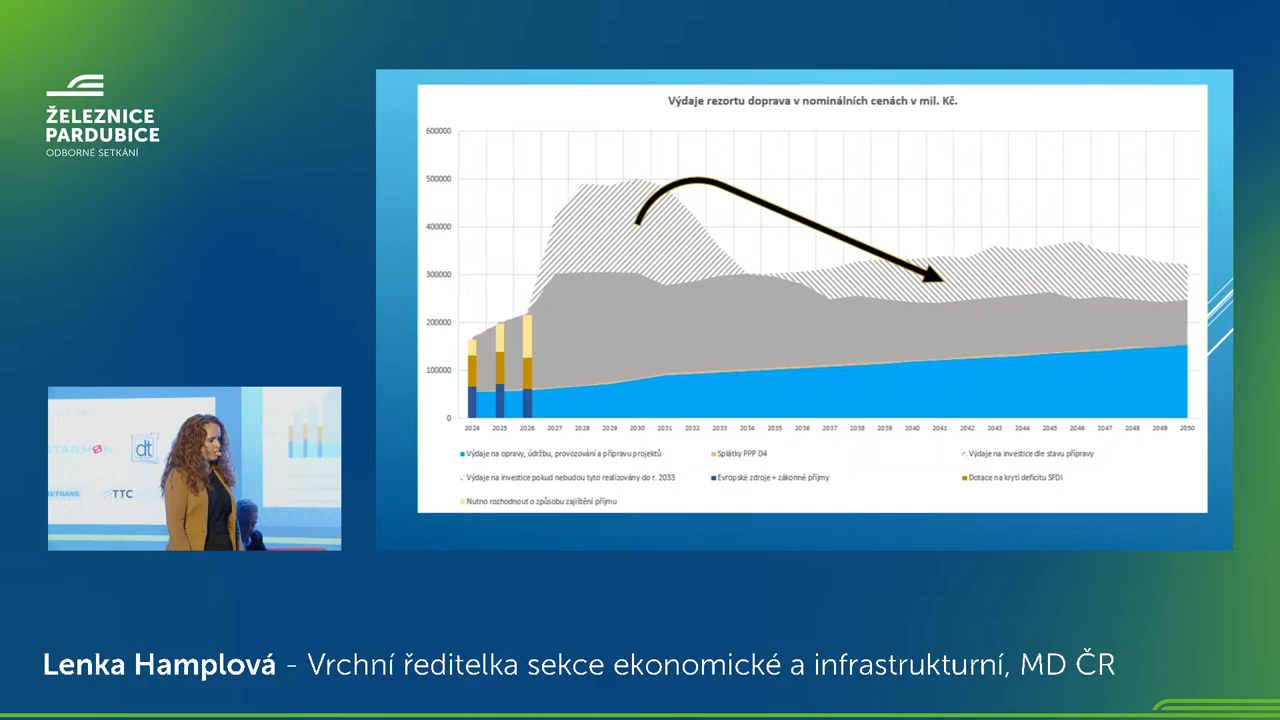 ŽELEZNICE
PARDUBICE
ODBORNÉ SETKÁNÍ
Výdaje rezortu doprava v nominálních cenách v mil. Kč.
600000
500000
400000
300000
200000
100000
0
2024 2025 2026 2027 2028 2029 2030 2031 2032 2033 2034 2035 2036 2037 2038 2039 2040 2041 2042 2043 2044 2045 2046 2047 2048 2049 2050
Výdaje na opravy, údržbu, provozování a přípravu projektů
Splátky PPP D4
Výdaje na investice dle stavu přípravy
Výdaje na investice pokud nebudou tyto realizovány do r. 2033
Evropské zdroje + zákonné příjmy
Dotace na krytí deficitu SFDI
Nutno rozhodnout o způsobu zajištění příjmu
dt
TTC
Lenka Hamplová - Vrchní ředitelka sekce ekonomické a infrastrukturní, MD ČR